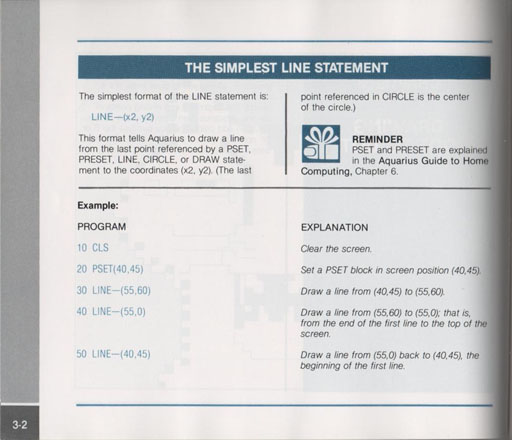 THE SIMPLEST LINE STATEMENT
The simplest format of the LINE statement is:
LINE—(x2, y2)
This format tells Aquarius to draw a line
from the last point referenced by a PSET,
PRESET, LINE, CIRCLE, or DRAW state-
ment to the coordinates (x2, y2). (The last
point referenced in CIRCLE is the center
of the circle.)
REMINDER
PSET and PRESET are explained
in the Aquarius Guide to Home
Computing, Chapter 6.
Example:
PROGRAM
EXPLANATION
10 CLS
Clear the screen.
20 PSET(40,45)
Set a PSET block in screen position (40,45).
30 LINE—(55,60)
Draw a line from (40,45) to (55,60).
40 LINE—(55,0)
Draw a line from (55,60) to (55,0); that is,
from the end of the first line to the top of the
screen.
50 LINE—(40,45)
Draw a line from (55,0) back to (40,45), the
beginning of the first line.
3-2